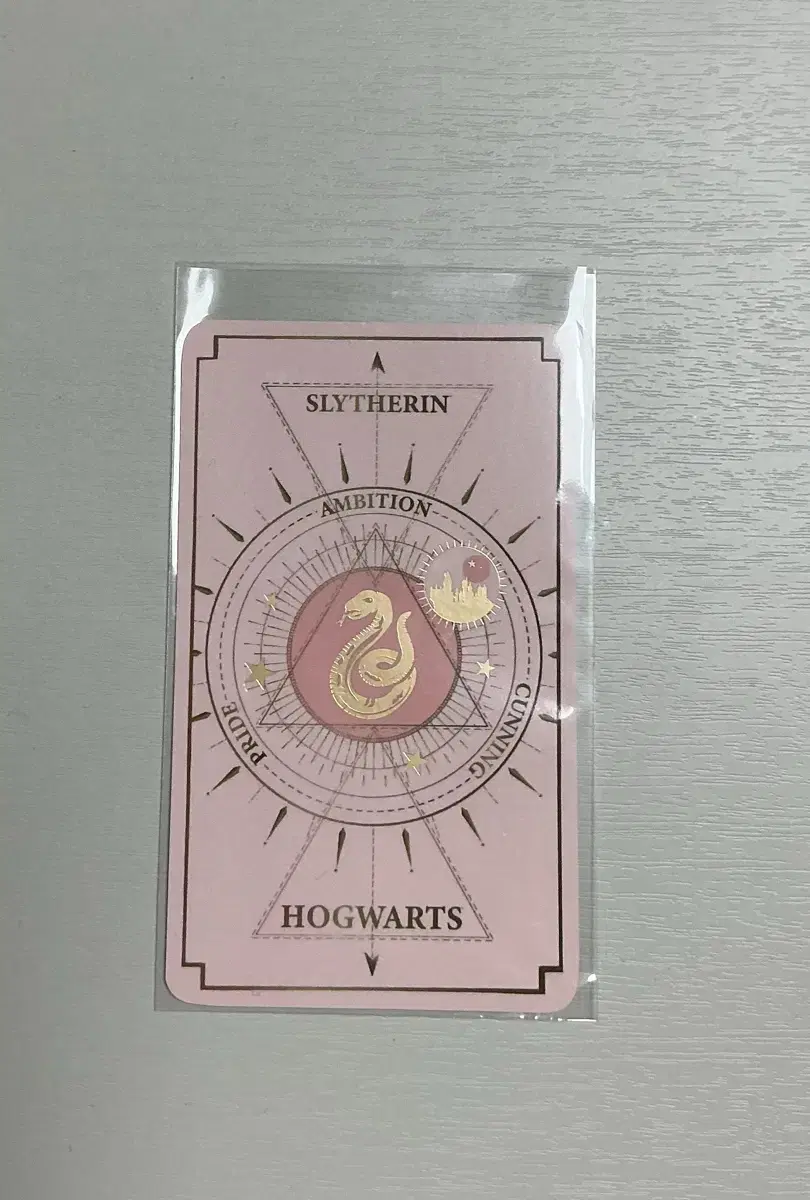 SLYTHERIN
AMBITION
PRIDE
CUNNING
HOGWARTS